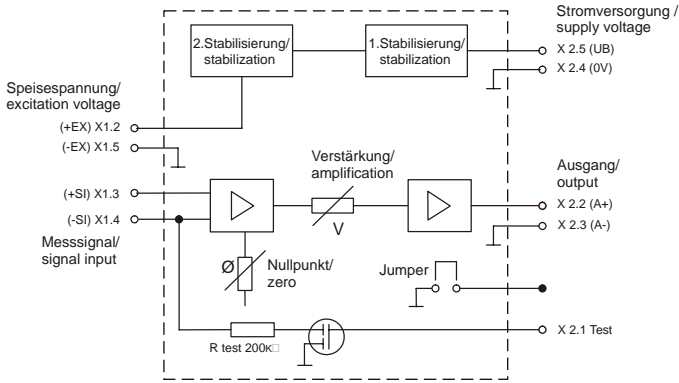 Stromversorgung /
supply voltage
2.Stabilisierung/
stabilization
1.Stabilisierung/
stabilization
X 2.5 (UB)
X 2.4 (0V)
Speisespannung/
excitation voltage
(+EX) X1.2
(-EX) X1.5
Verstärkung/
amplification
V
Ausgang/
output
(+SI) X1.3
(-SI) X1.4
X 2.2 (A+)
X 2.3 (A-)
Messsignal/
signal input
Ø
Nullpunkt/
zero
Jumper
R test 200K□
X 2.1 Test